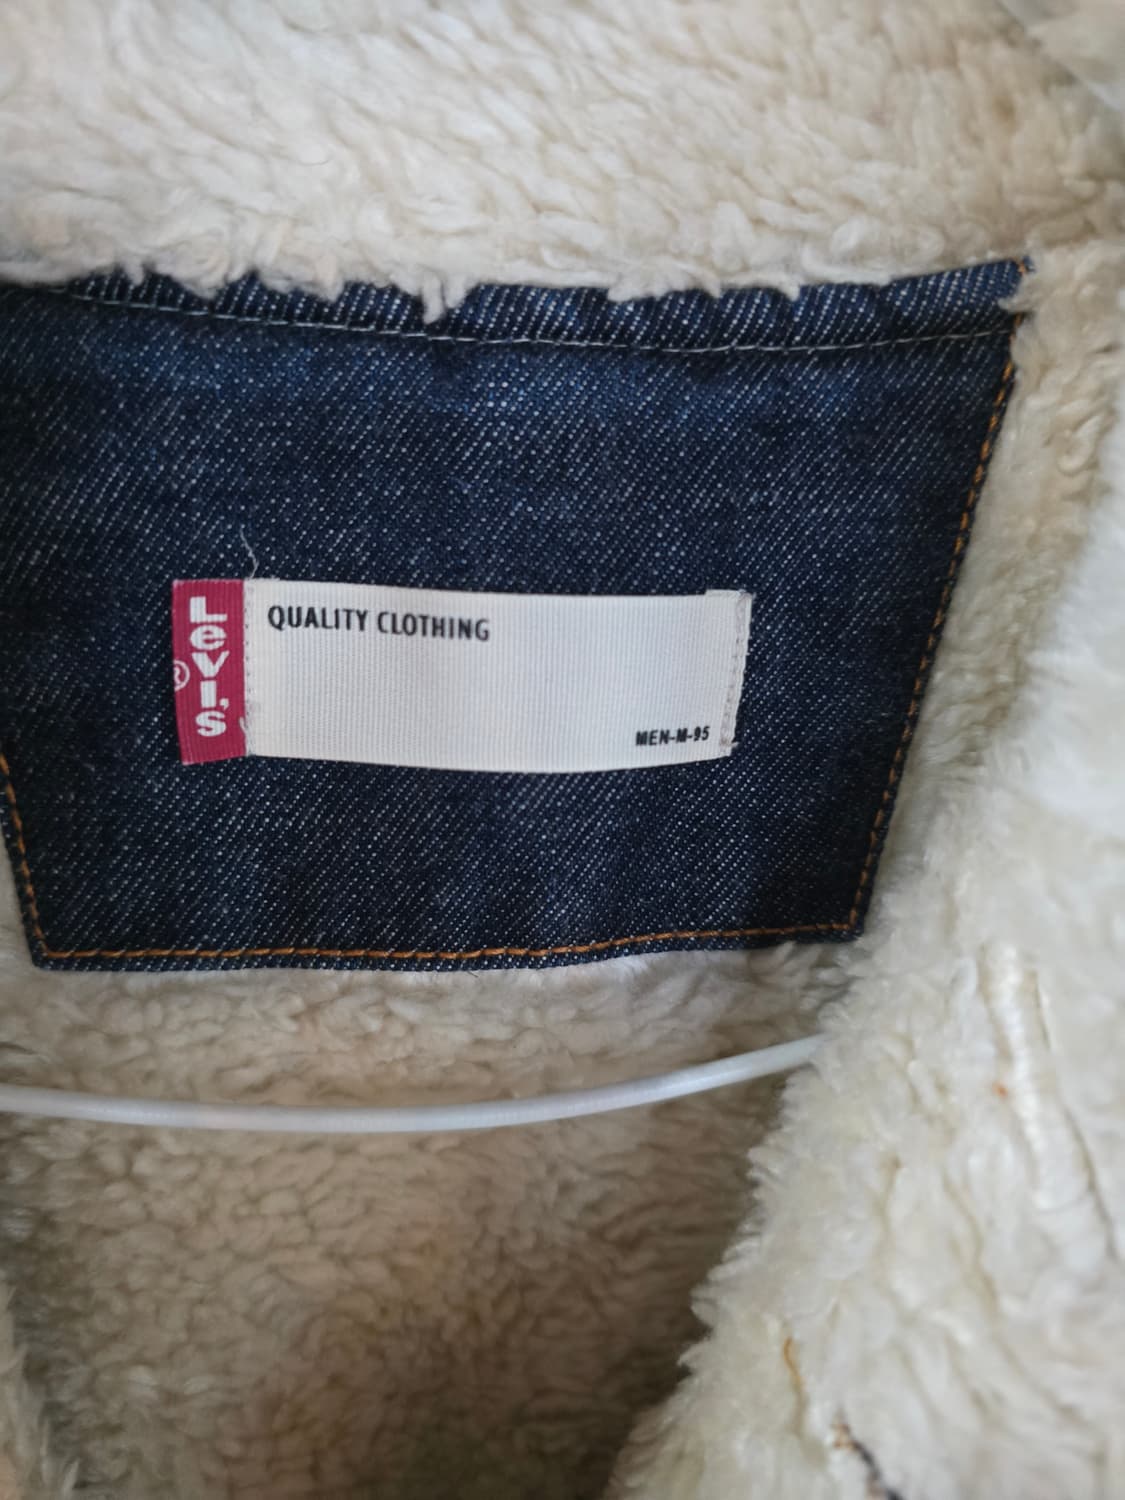 Levi's
®
QUALITY CLOTHING
MEN-M-95